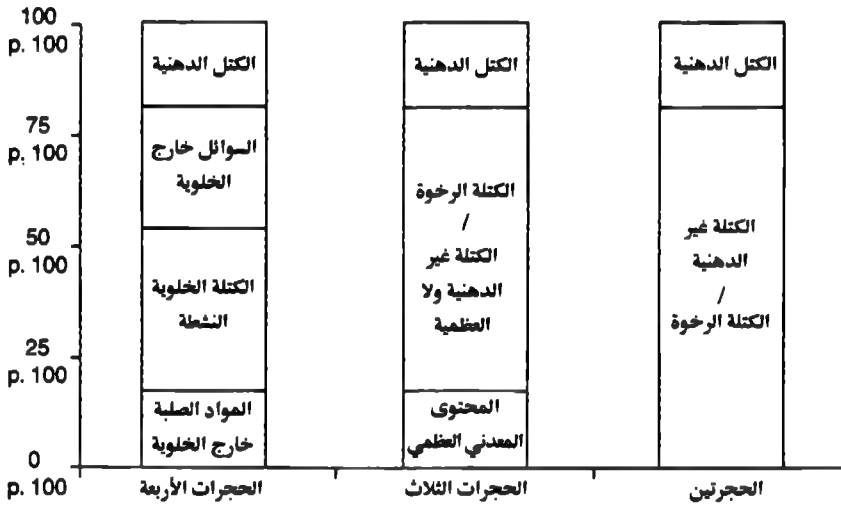 100
p. 100
75
p. 100
50
p. 100
25
p. 100
0
p. 100
الكتل الدهنية
السوائل خارج
الخلوية
الكتلة الخلوية
النشطة
المواد الصلبة
خارج الخلوية
الحجرات الأربعة
الكتل الدهنية
الكتلة الرخوة
/
الكتلة غير
الدهنية ولا
العظمية
المحتوى
المعدني العظمي
الحجرات الثلاث
الكتل الدهنية
الكتلة غير
الدهنية
/
الكتلة الرخوة
الحجرتين